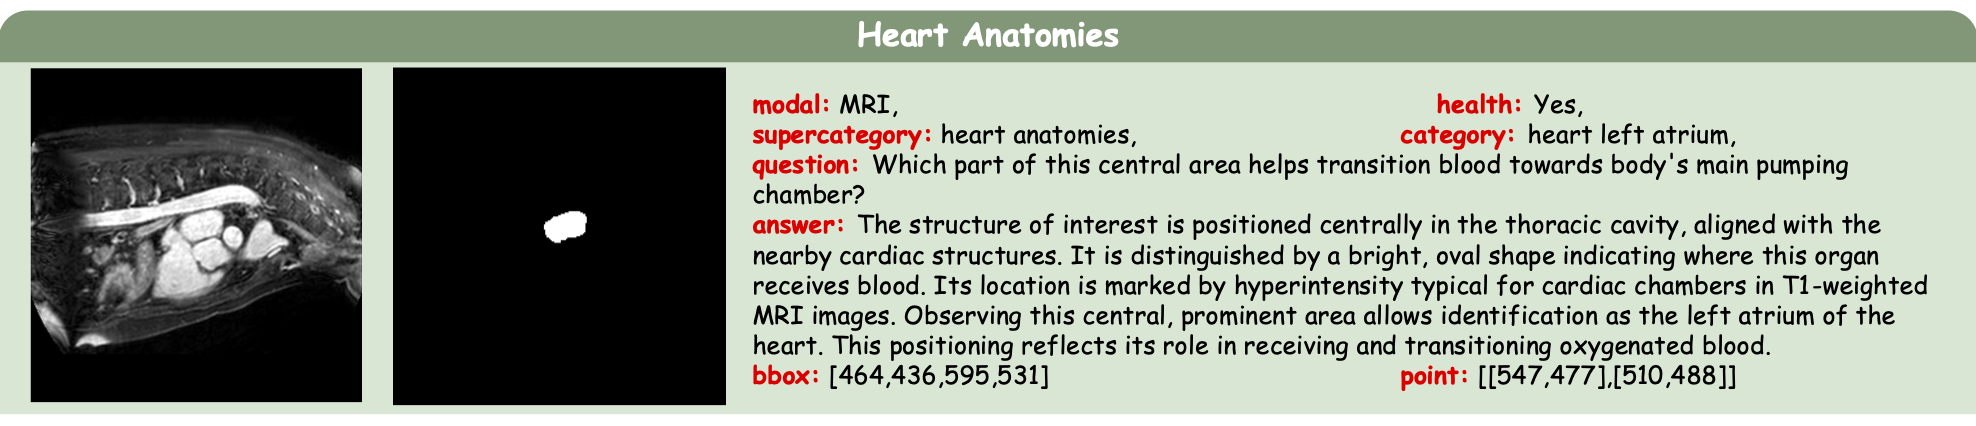 Heart Anatomies
modal: MRI, health: Yes,
supercategory: heart anatomies, category: heart left atrium,
question: Which part of this central area helps transition blood towards body's main pumping
chamber?
answer: The structure of interest is positioned centrally in the thoracic cavity, aligned with the
nearby cardiac structures. It is distinguished by a bright, oval shape indicating where this organ
receives blood. Its location is marked by hyperintensity typical for cardiac chambers in T1-weighted
MRI images. Observing this central, prominent area allows identification as the left atrium of the
heart. This positioning reflects its role in receiving and transitioning oxygenated blood.
bbox: [464,436,595,531] point: [[547,477],[510,488]]